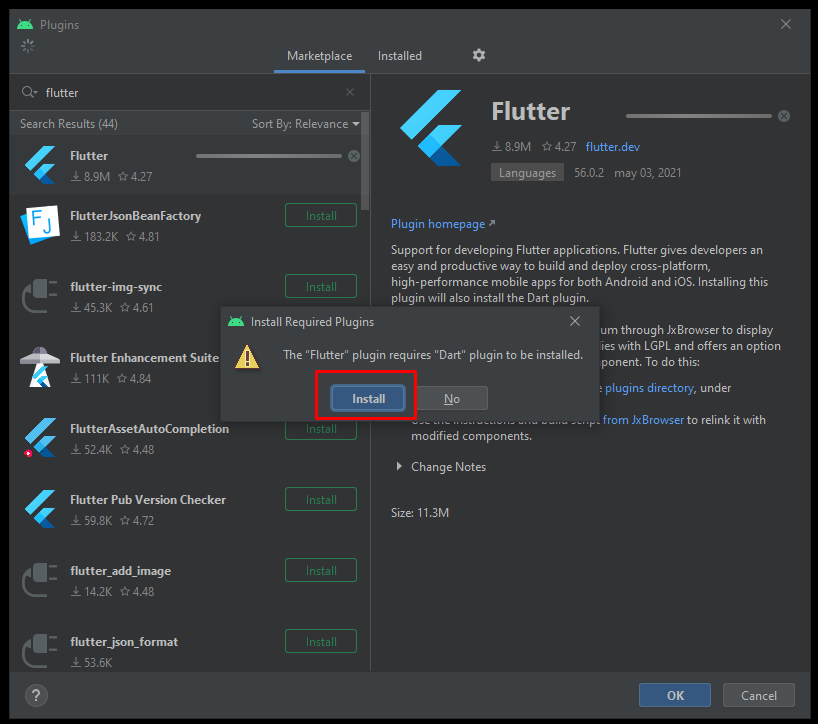 Plugins
Marketplace
Installed
flutter
Search Results (44)
Sort By: Relevance
Flutter
8.9M
4.27
FlutterJsonBeanFactory
Install
183.2K
4.81
flutter-img-sync
Install
45.3K
4.61
Flutter Enhancement Suite
111K
4.84
FlutterAssetAutoCompletion
Install
52.4K
4.48
Flutter Pub Version Checker
Install
59.8K
4.72
flutter_add_image
Install
14.2K
4.48
flutter_json_format
Install
53.6K
Flutter
8.9M
4.27
flutter.dev
Languages
56.0.2
may 03, 2021
Plugin homepage
Support for developing Flutter applications. Flutter gives developers an
easy and productive way to build and deploy cross-platform,
high-performance mobile apps for both Android and iOS. Installing this
plugin will also install the Dart plugin.
through JxBrowser to display
with LGPL and offers an option
To do this:
plugins directory, under
Use the instructions and build script from JxBrowser to relink it with
modified components.
Change Notes
Size: 11.3M
Install Required Plugins
The "Flutter" plugin requires "Dart" plugin to be installed.
Install
No
?
OK
Cancel